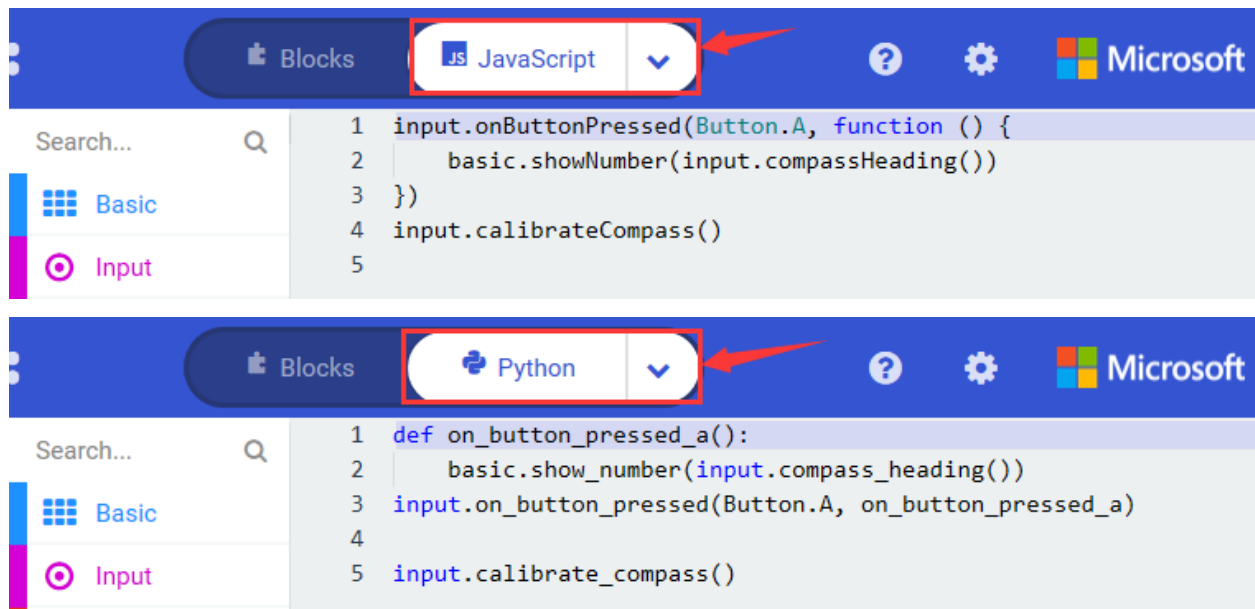 Blocks JS JavaScript ? Microsoft
Search...
Basic
Input
1 input.onButtonPressed(Button.A, function () {
2     basic.showNumber(input.compassHeading())
3 })
4 input.calibrateCompass()
5
Blocks Python ? Microsoft
Search...
Basic
Input
1 def on_button_pressed_a():
2     basic.show_number(input.compass_heading())
3 input.on_button_pressed(Button.A, on_button_pressed_a)
4
5 input.calibrate_compass()